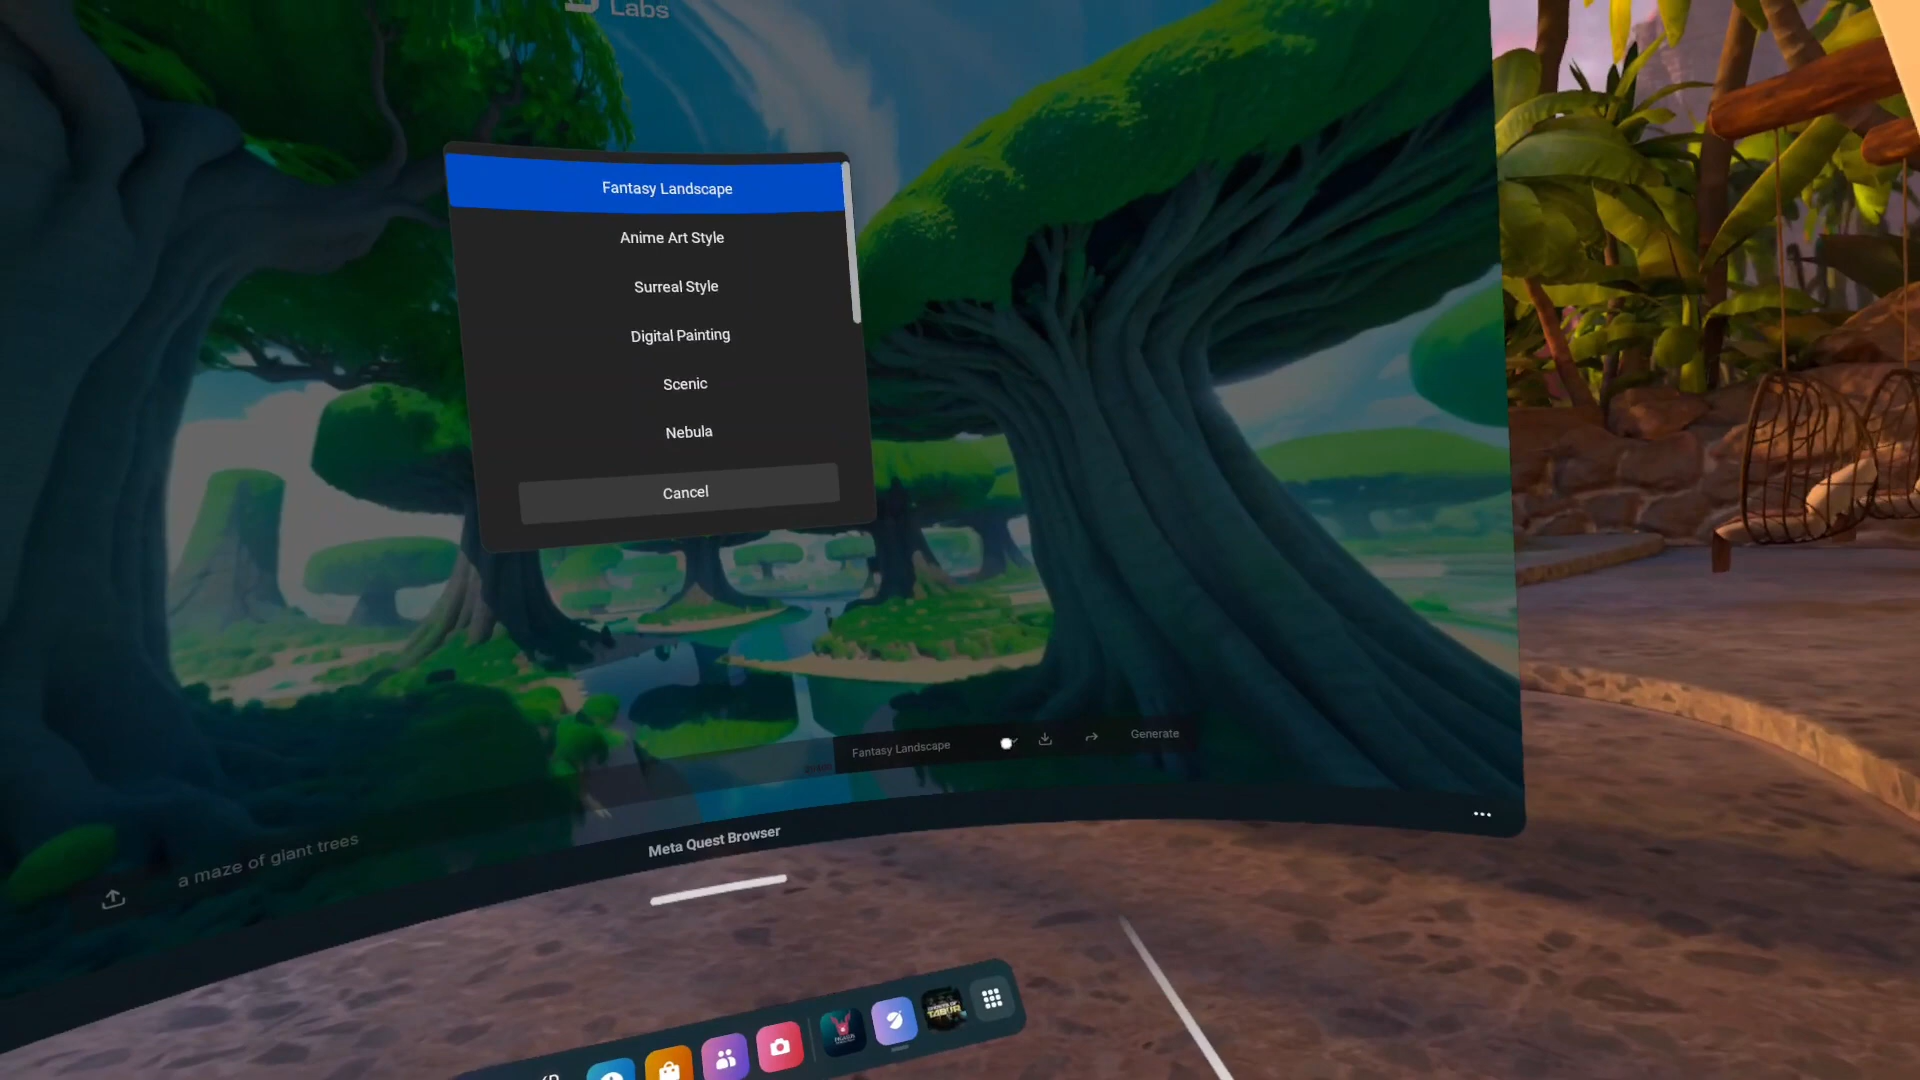 Labs
Fantasy Landscape
Anime Art Style
Surreal Style
Digital Painting
Scenic
Nebula
Cancel
Fantasy Landscape
Generate
a maze of giant trees
Meta Quest Browser